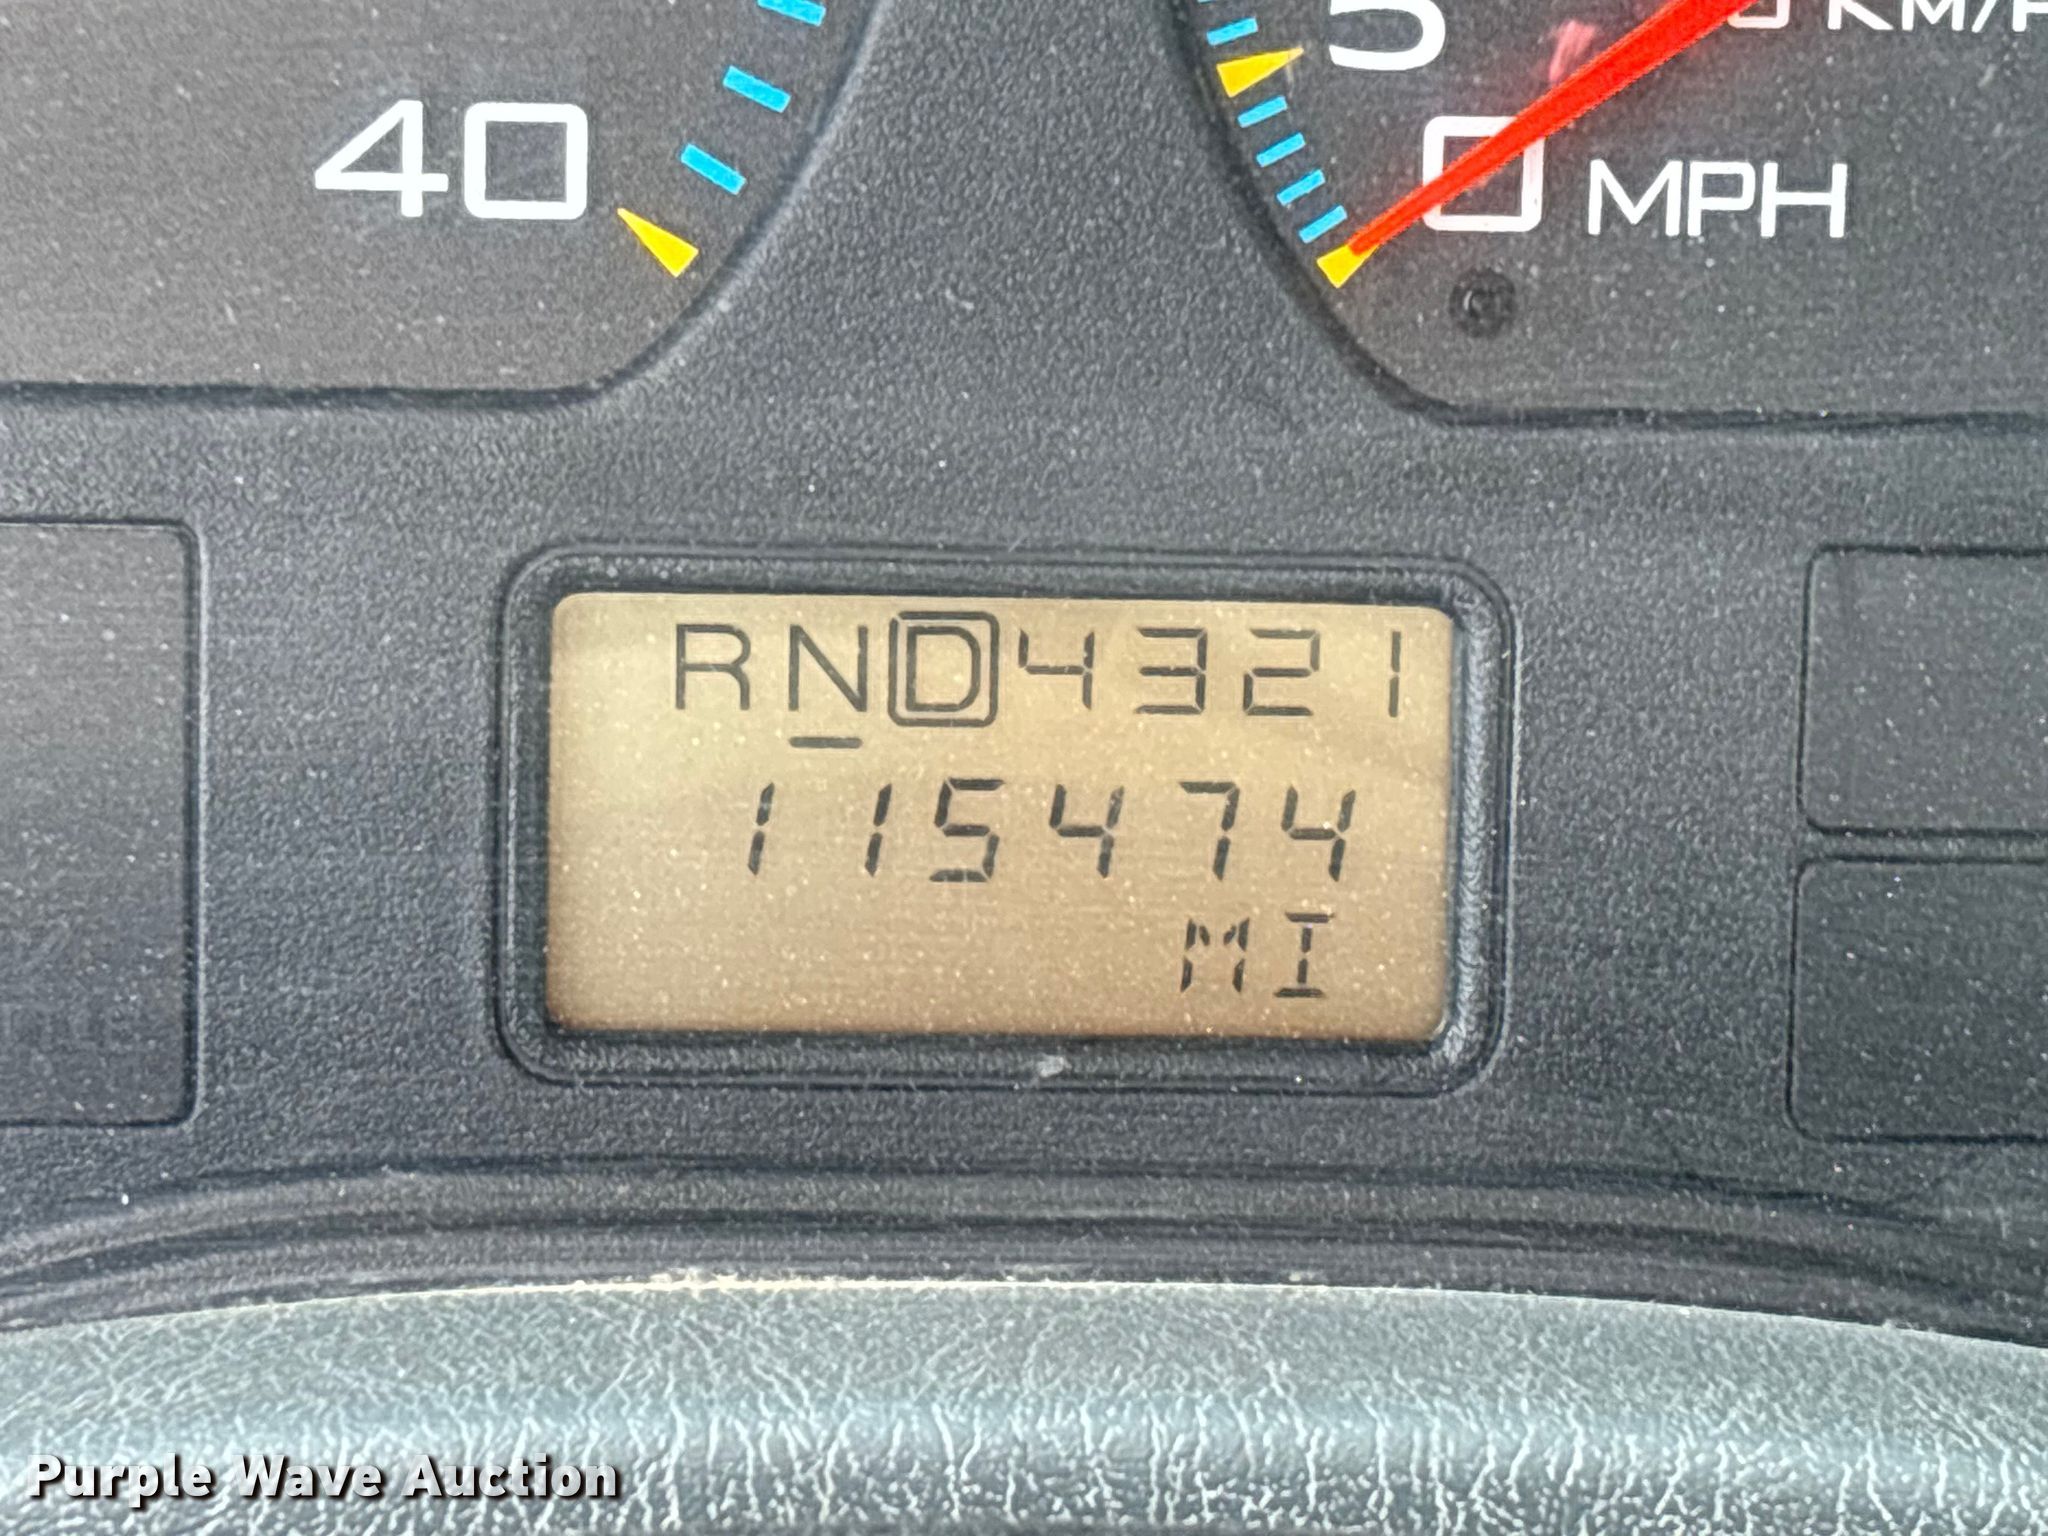 5
KM/H
40
0 MPH
RND4321
115474
MI
Purple Wave Auction